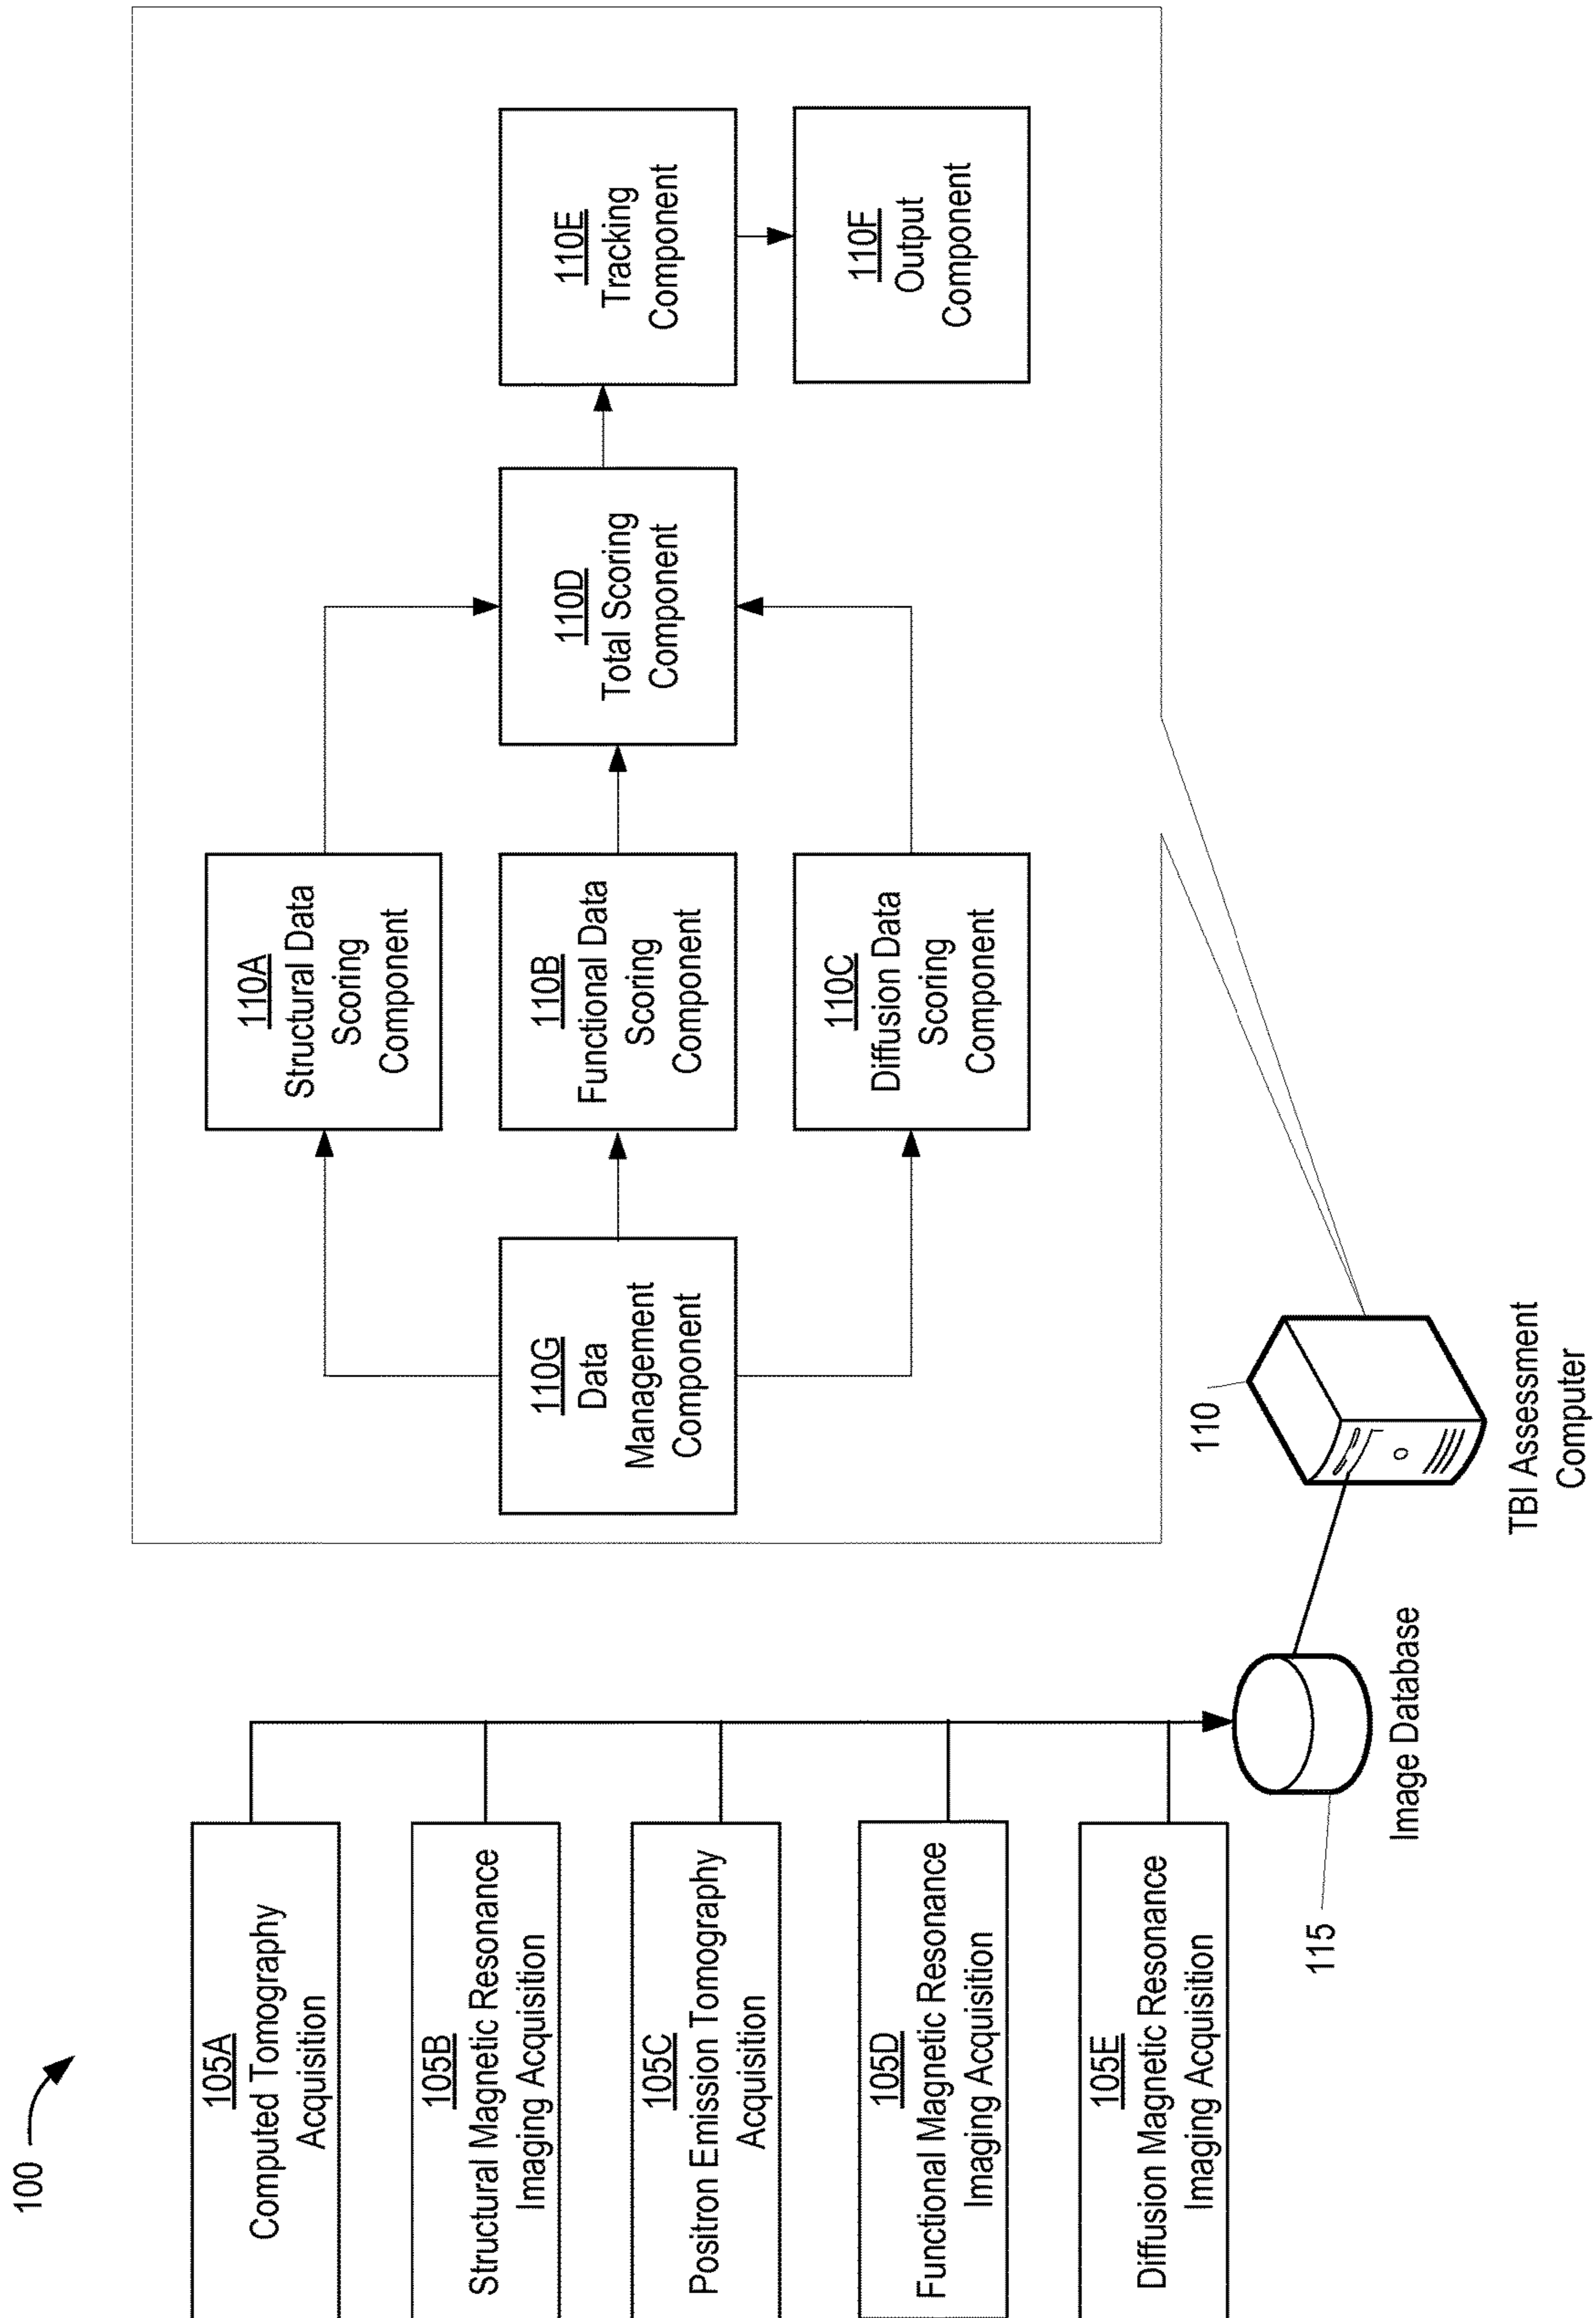 100
105A
Computed Tomography
Acquisition
105B
Structural Magnetic Resonance
Imaging Acquisition
105C
Positron Emission Tomography
Acquisition
105D
Functional Magnetic Resonance
Imaging Acquisition
105E
Diffusion Magnetic Resonance
Imaging Acquisition
115
Image Database
110
TBI Assessment
Computer
110G
Data
Management
Component
110A
Structural Data
Scoring
Component
110B
Functional Data
Scoring
Component
110C
Diffusion Data
Scoring
Component
110D
Total Scoring
Component
110E
Tracking
Component
110F
Output
Component